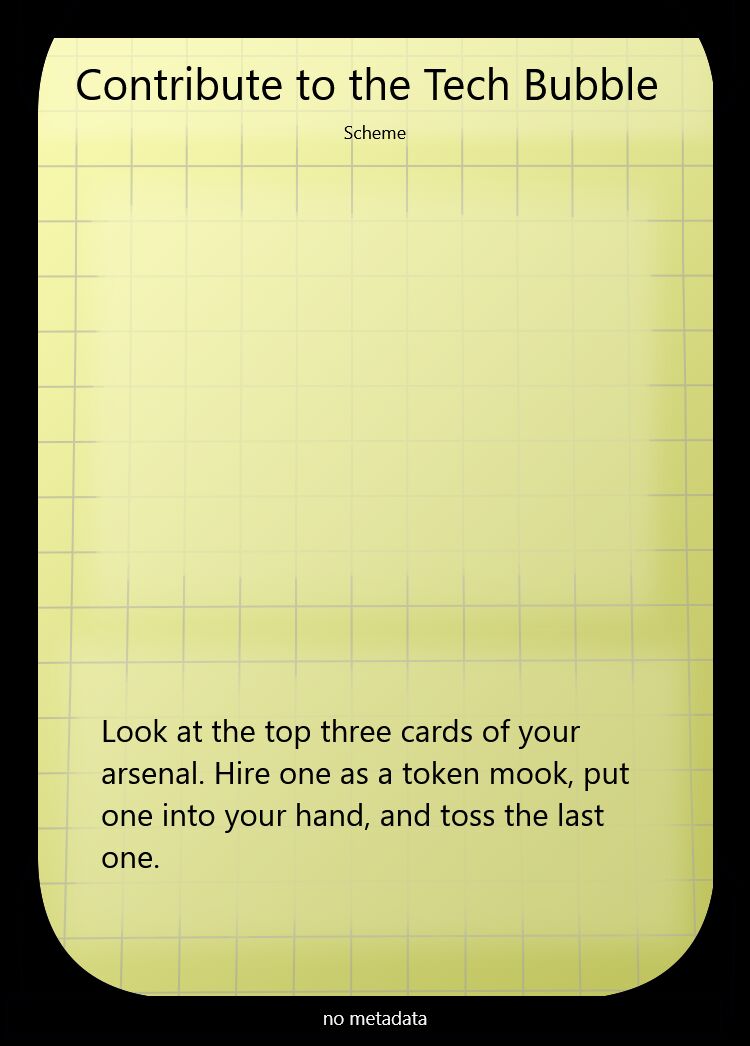 Contribute to the Tech Bubble
Scheme
Look at the top three cards of your
arsenal. Hire one as a token mook, put
one into your hand, and toss the last
one.
no metadata